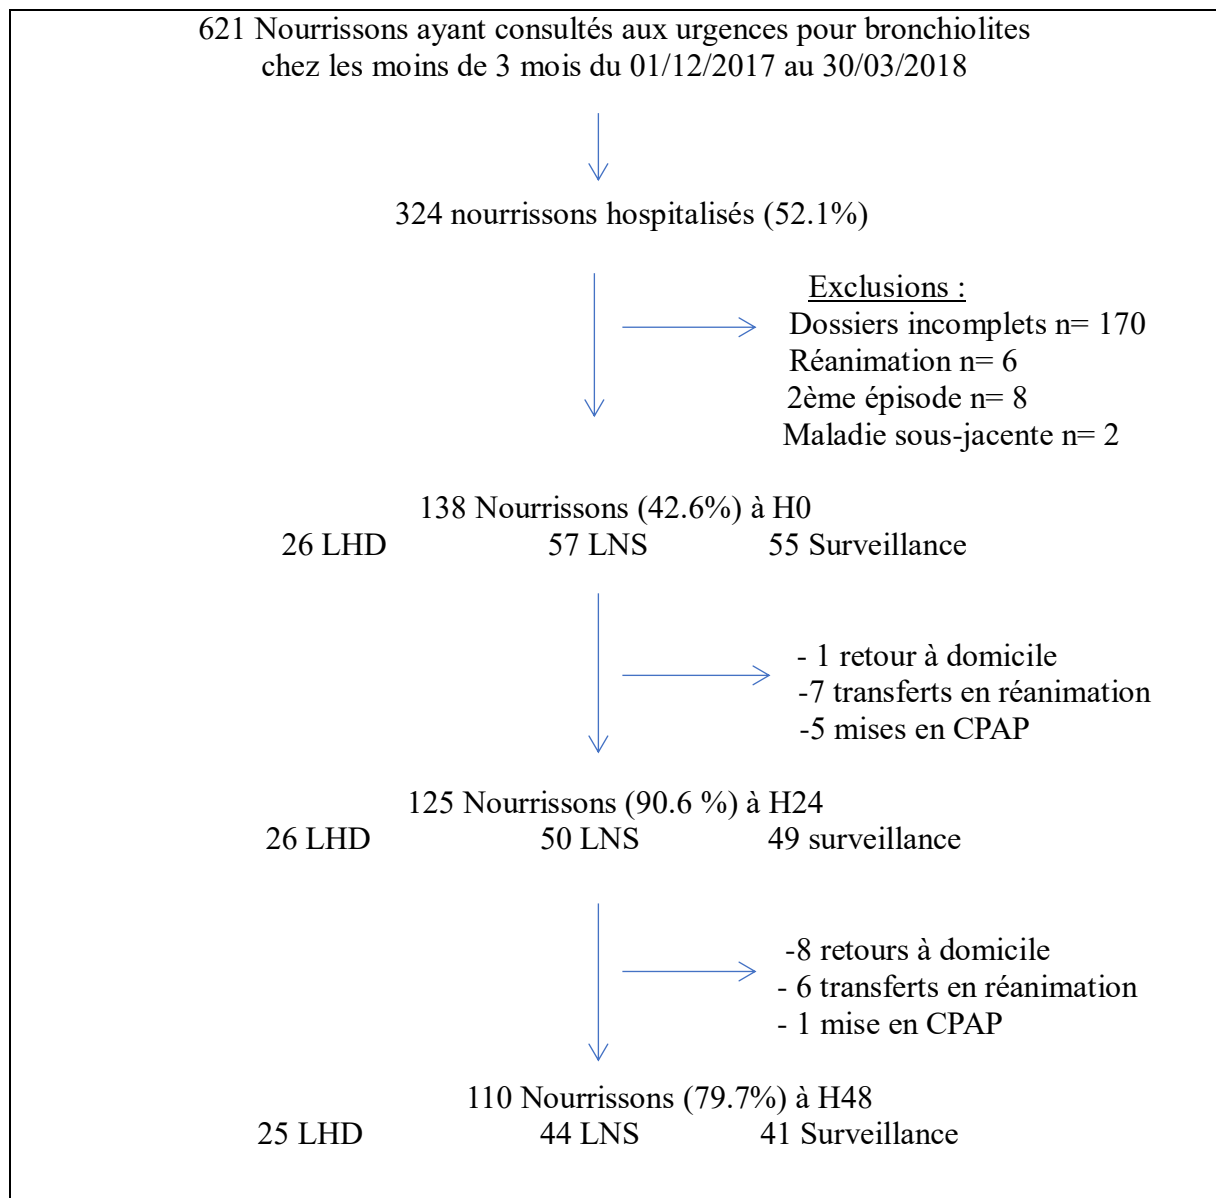 621 Nourrissons ayant consultés aux urgences pour bronchiolites
chez les moins de 3 mois du 01/12/2017 au 30/03/2018
324 nourrissons hospitalisés (52.1%)
Exclusions :
Dossiers incomplets n= 170
Réanimation n= 6
2ème épisode n= 8
Maladie sous-jacente n= 2
138 Nourrissons (42.6%) à H0
26 LHD 57 LNS 55 Surveillance
- 1 retour à domicile
-7 transferts en réanimation
-5 mises en CPAP
125 Nourrissons (90.6 %) à H24
26 LHD 50 LNS 49 surveillance
-8 retours à domicile
- 6 transferts en réanimation
- 1 mise en CPAP
110 Nourrissons (79.7%) à H48
25 LHD 44 LNS 41 Surveillance